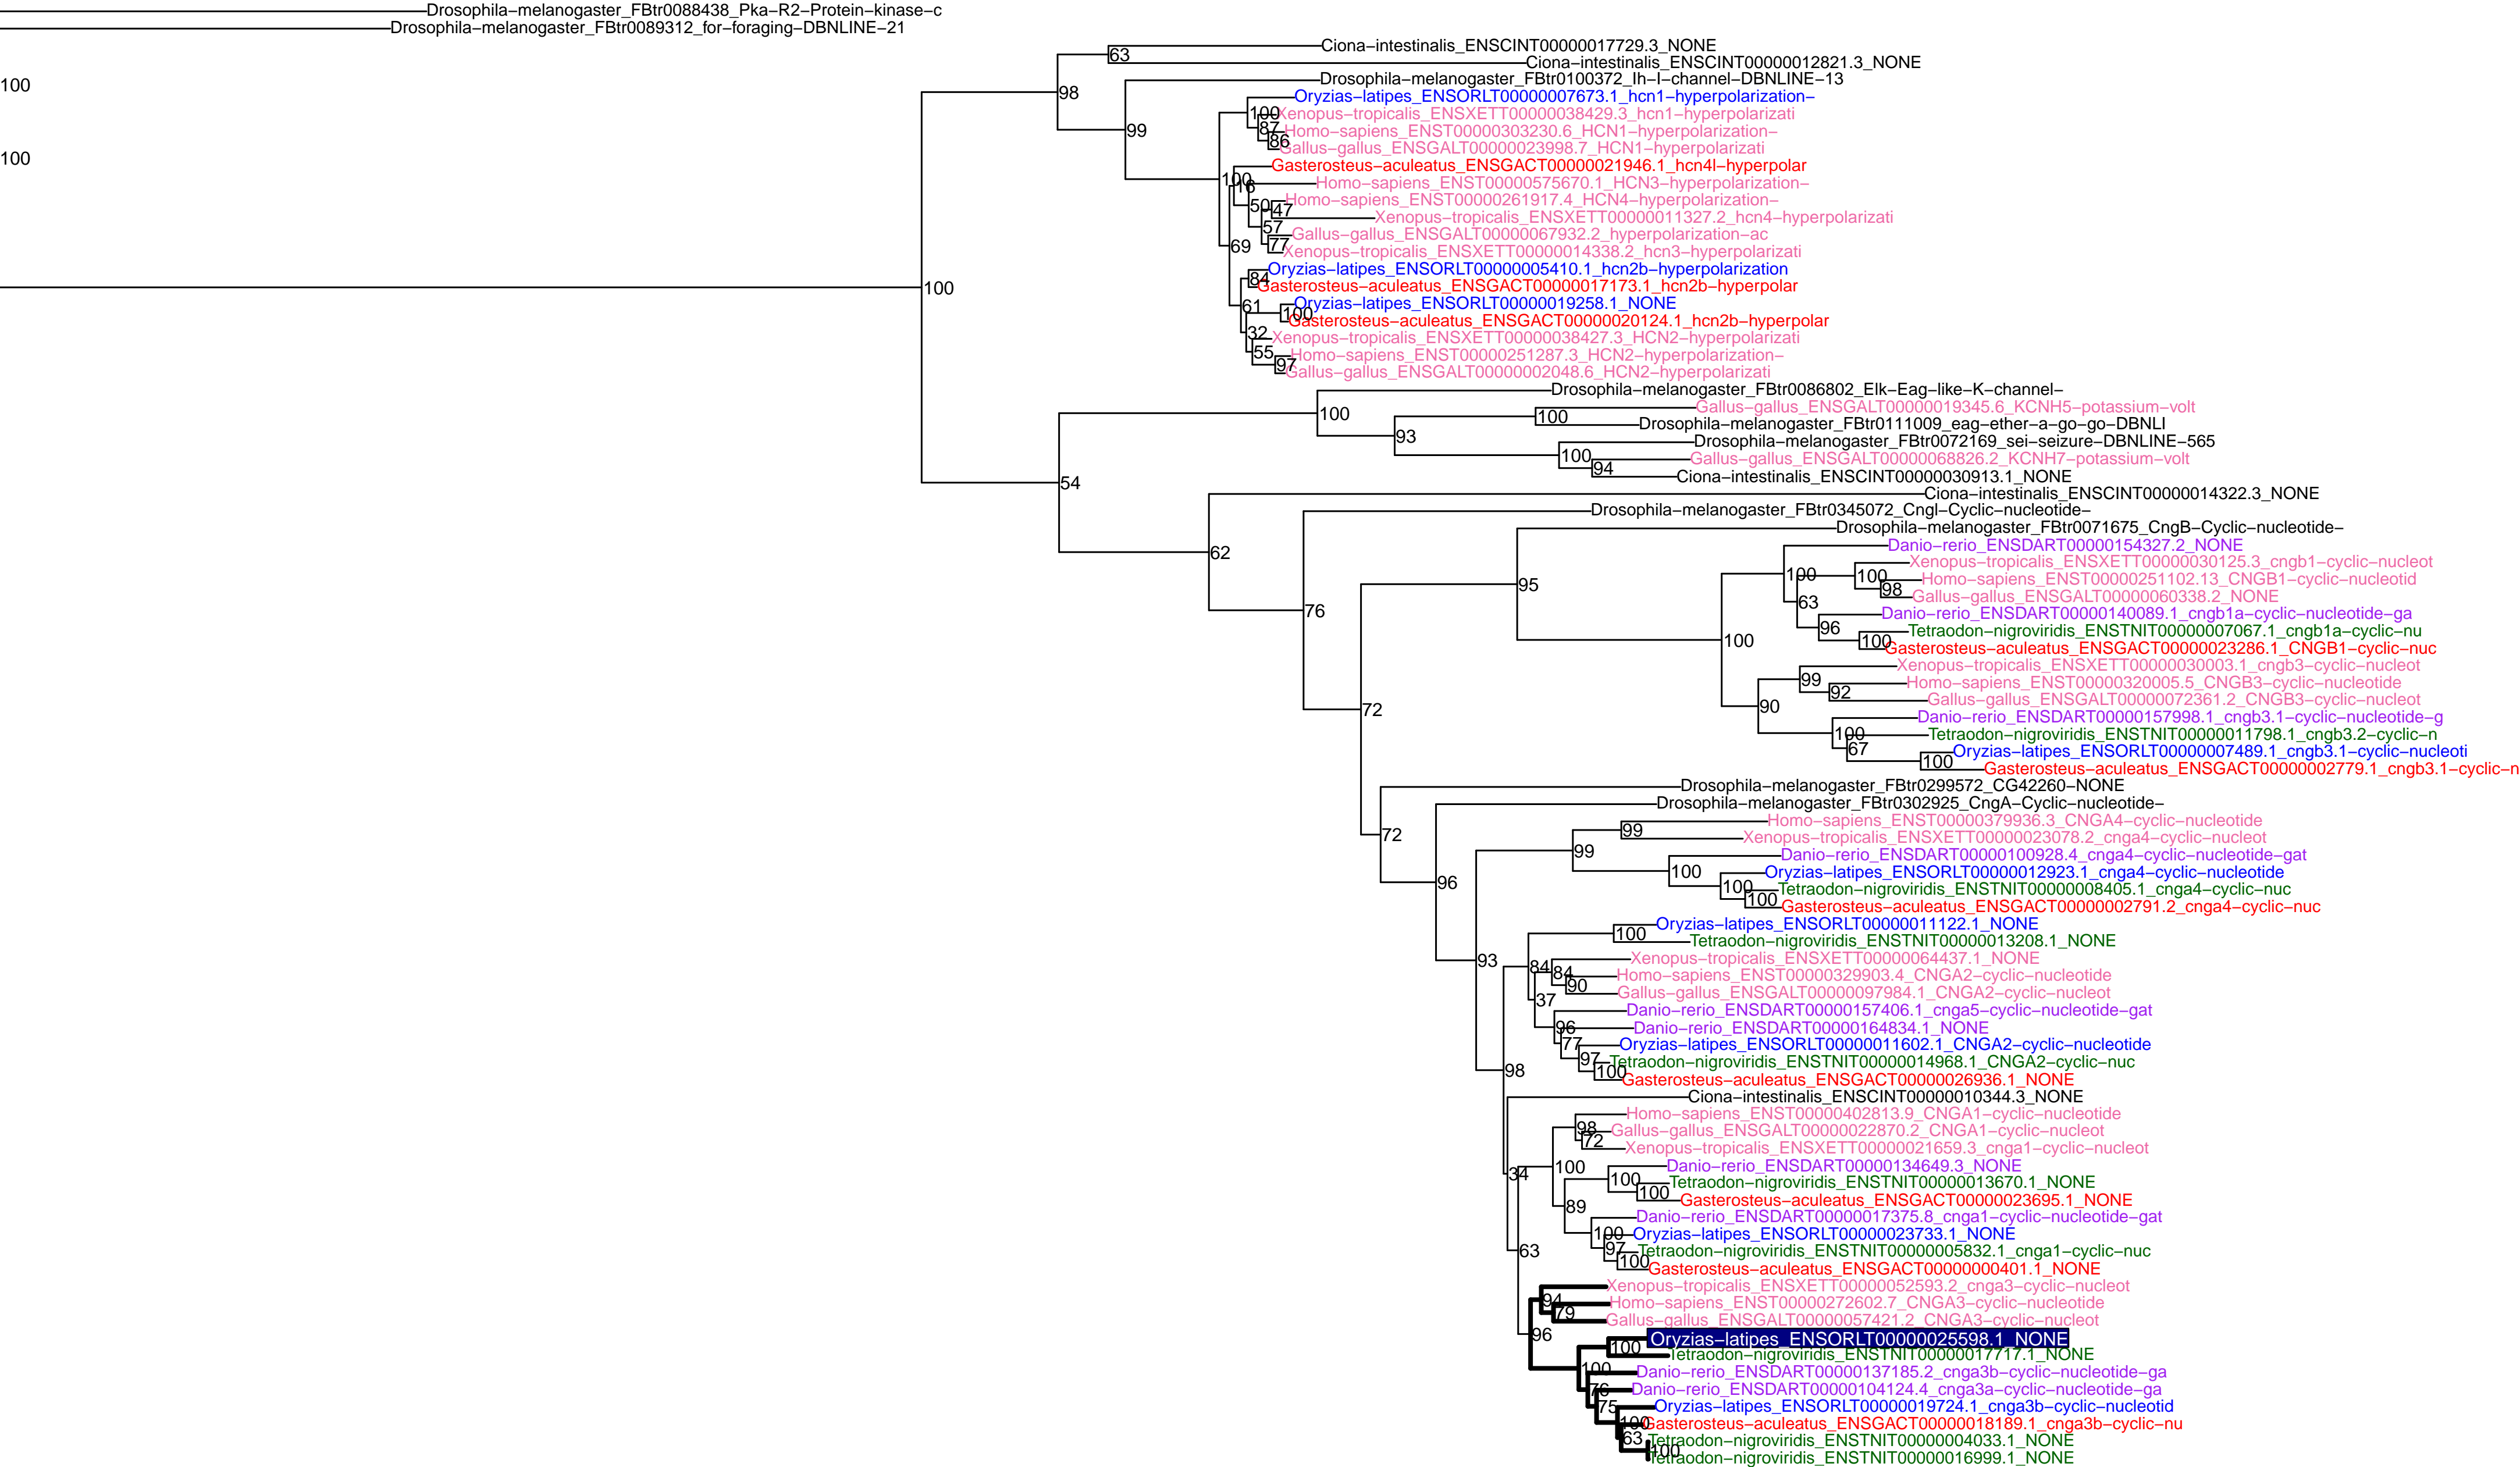 Drosophila−melanogaster_FBtr0088438_Pka−R2−Protein−kinase−c
Drosophila−melanogaster_FBtr0089312_for−foraging−DBNLINE−21
Ciona−intestinalis_ENSCINT00000017729.3_NONE
63
Ciona−intestinalis_ENSCINT00000012821.3_NONE
Drosophila−melanogaster_FBtr0100372_Ih−I−channel−DBNLINE−13
100
98
Oryzias−latipes_ENSORLT00000007673.1_hcn1−hyperpolarization−
100
Xenopus−tropicalis_ENSXETT00000038429.3_hcn1−hyperpolarizati
87
99
Homo−sapiens_ENST00000303230.6_HCN1−hyperpolarization−
86
Gallus−gallus_ENSGALT00000023998.7_HCN1−hyperpolarizati
100
Gasterosteus−aculeatus_ENSGACT00000021946.1_hcn4l−hyperpolar
100
16
Homo−sapiens_ENST00000575670.1_HCN3−hyperpolarization−
Homo−sapiens_ENST00000261917.4_HCN4−hyperpolarization−
50
47
Xenopus−tropicalis_ENSXETT00000011327.2_hcn4−hyperpolarizati
57
Gallus−gallus_ENSGALT00000067932.2_hyperpolarization−ac
69
77
Xenopus−tropicalis_ENSXETT00000014338.2_hcn3−hyperpolarizati
Oryzias−latipes_ENSORLT00000005410.1_hcn2b−hyperpolarization
84
Gasterosteus−aculeatus_ENSGACT00000017173.1_hcn2b−hyperpolar
100
61
Oryzias−latipes_ENSORLT00000019258.1_NONE
100
Gasterosteus−aculeatus_ENSGACT00000020124.1_hcn2b−hyperpolar
32
Xenopus−tropicalis_ENSXETT00000038427.3_HCN2−hyperpolarizati
55
Homo−sapiens_ENST00000251287.3_HCN2−hyperpolarization−
97
Gallus−gallus_ENSGALT00000002048.6_HCN2−hyperpolarizati
Drosophila−melanogaster_FBtr0086802_Elk−Eag−like−K−channel−
100
Gallus−gallus_ENSGALT00000019345.6_KCNH5−potassium−volt
100
Drosophila−melanogaster_FBtr0111009_eag−ether−a−go−go−DBNLI
93
Drosophila−melanogaster_FBtr0072169_sei−seizure−DBNLINE−565
100
Gallus−gallus_ENSGALT00000068826.2_KCNH7−potassium−volt
94
Ciona−intestinalis_ENSCINT00000030913.1_NONE
54
Ciona−intestinalis_ENSCINT00000014322.3_NONE
Drosophila−melanogaster_FBtr0345072_Cngl−Cyclic−nucleotide−
Drosophila−melanogaster_FBtr0071675_CngB−Cyclic−nucleotide−
62
Danio−rerio_ENSDART00000154327.2_NONE
Xenopus−tropicalis_ENSXETT00000030125.3_cngb1−cyclic−nucleot
100
100
Homo−sapiens_ENST00000251102.13_CNGB1−cyclic−nucleotid
95
98
Gallus−gallus_ENSGALT00000060338.2_NONE
63
76
Danio−rerio_ENSDART00000140089.1_cngb1a−cyclic−nucleotide−ga
96
Tetraodon−nigroviridis_ENSTNIT00000007067.1_cngb1a−cyclic−nu
100
100
Gasterosteus−aculeatus_ENSGACT00000023286.1_CNGB1−cyclic−nuc
Xenopus−tropicalis_ENSXETT00000030003.1_cngb3−cyclic−nucleot
99
Homo−sapiens_ENST00000320005.5_CNGB3−cyclic−nucleotide
92
Gallus−gallus_ENSGALT00000072361.2_CNGB3−cyclic−nucleot
90
72
Danio−rerio_ENSDART00000157998.1_cngb3.1−cyclic−nucleotide−g
100
Tetraodon−nigroviridis_ENSTNIT00000011798.1_cngb3.2−cyclic−n
67
Oryzias−latipes_ENSORLT00000007489.1_cngb3.1−cyclic−nucleoti
100
Gasterosteus−aculeatus_ENSGACT00000002779.1_cngb3.1−cyclic−n
Drosophila−melanogaster_FBtr0299572_CG42260−NONE
Drosophila−melanogaster_FBtr0302925_CngA−Cyclic−nucleotide−
Homo−sapiens_ENST00000379936.3_CNGA4−cyclic−nucleotide
72
99
Xenopus−tropicalis_ENSXETT00000023078.2_cnga4−cyclic−nucleot
99
Danio−rerio_ENSDART00000100928.4_cnga4−cyclic−nucleotide−gat
100
Oryzias−latipes_ENSORLT00000012923.1_cnga4−cyclic−nucleotide
96
100
Tetraodon−nigroviridis_ENSTNIT00000008405.1_cnga4−cyclic−nuc
100
Gasterosteus−aculeatus_ENSGACT00000002791.2_cnga4−cyclic−nuc
Oryzias−latipes_ENSORLT00000011122.1_NONE
100
Tetraodon−nigroviridis_ENSTNIT00000013208.1_NONE
93
Xenopus−tropicalis_ENSXETT00000064437.1_NONE
84
84
Homo−sapiens_ENST00000329903.4_CNGA2−cyclic−nucleotide
90
Gallus−gallus_ENSGALT00000097984.1_CNGA2−cyclic−nucleot
37
Danio−rerio_ENSDART00000157406.1_cnga5−cyclic−nucleotide−gat
96
Danio−rerio_ENSDART00000164834.1_NONE
77
Oryzias−latipes_ENSORLT00000011602.1_CNGA2−cyclic−nucleotide
97
Tetraodon−nigroviridis_ENSTNIT00000014968.1_CNGA2−cyclic−nuc
98
100
Gasterosteus−aculeatus_ENSGACT00000026936.1_NONE
Ciona−intestinalis_ENSCINT00000010344.3_NONE
Homo−sapiens_ENST00000402813.9_CNGA1−cyclic−nucleotide
98
Gallus−gallus_ENSGALT00000022870.2_CNGA1−cyclic−nucleot
72
Xenopus−tropicalis_ENSXETT00000021659.3_cnga1−cyclic−nucleot
34
100
Danio−rerio_ENSDART00000134649.3_NONE
100
Tetraodon−nigroviridis_ENSTNIT00000013670.1_NONE
100
Gasterosteus−aculeatus_ENSGACT00000023695.1_NONE
89
Danio−rerio_ENSDART00000017375.8_cnga1−cyclic−nucleotide−gat
100
Oryzias−latipes_ENSORLT00000023733.1_NONE
63
97
Tetraodon−nigroviridis_ENSTNIT00000005832.1_cnga1−cyclic−nuc
100
Gasterosteus−aculeatus_ENSGACT00000000401.1_NONE
Xenopus−tropicalis_ENSXETT00000052593.2_cnga3−cyclic−nucleot
94
Homo−sapiens_ENST00000272602.7_CNGA3−cyclic−nucleotide
79
Gallus−gallus_ENSGALT00000057421.2_CNGA3−cyclic−nucleot
96
Oryzias−latipes_ENSORLT00000025598.1_NONE
100
Tetraodon−nigroviridis_ENSTNIT00000017717.1_NONE
100
Danio−rerio_ENSDART00000137185.2_cnga3b−cyclic−nucleotide−ga
76
Danio−rerio_ENSDART00000104124.4_cnga3a−cyclic−nucleotide−ga
75
Oryzias−latipes_ENSORLT00000019724.1_cnga3b−cyclic−nucleotid
100
Gasterosteus−aculeatus_ENSGACT00000018189.1_cnga3b−cyclic−nu
63
Tetraodon−nigroviridis_ENSTNIT00000004033.1_NONE
100
Tetraodon−nigroviridis_ENSTNIT00000016999.1_NONE